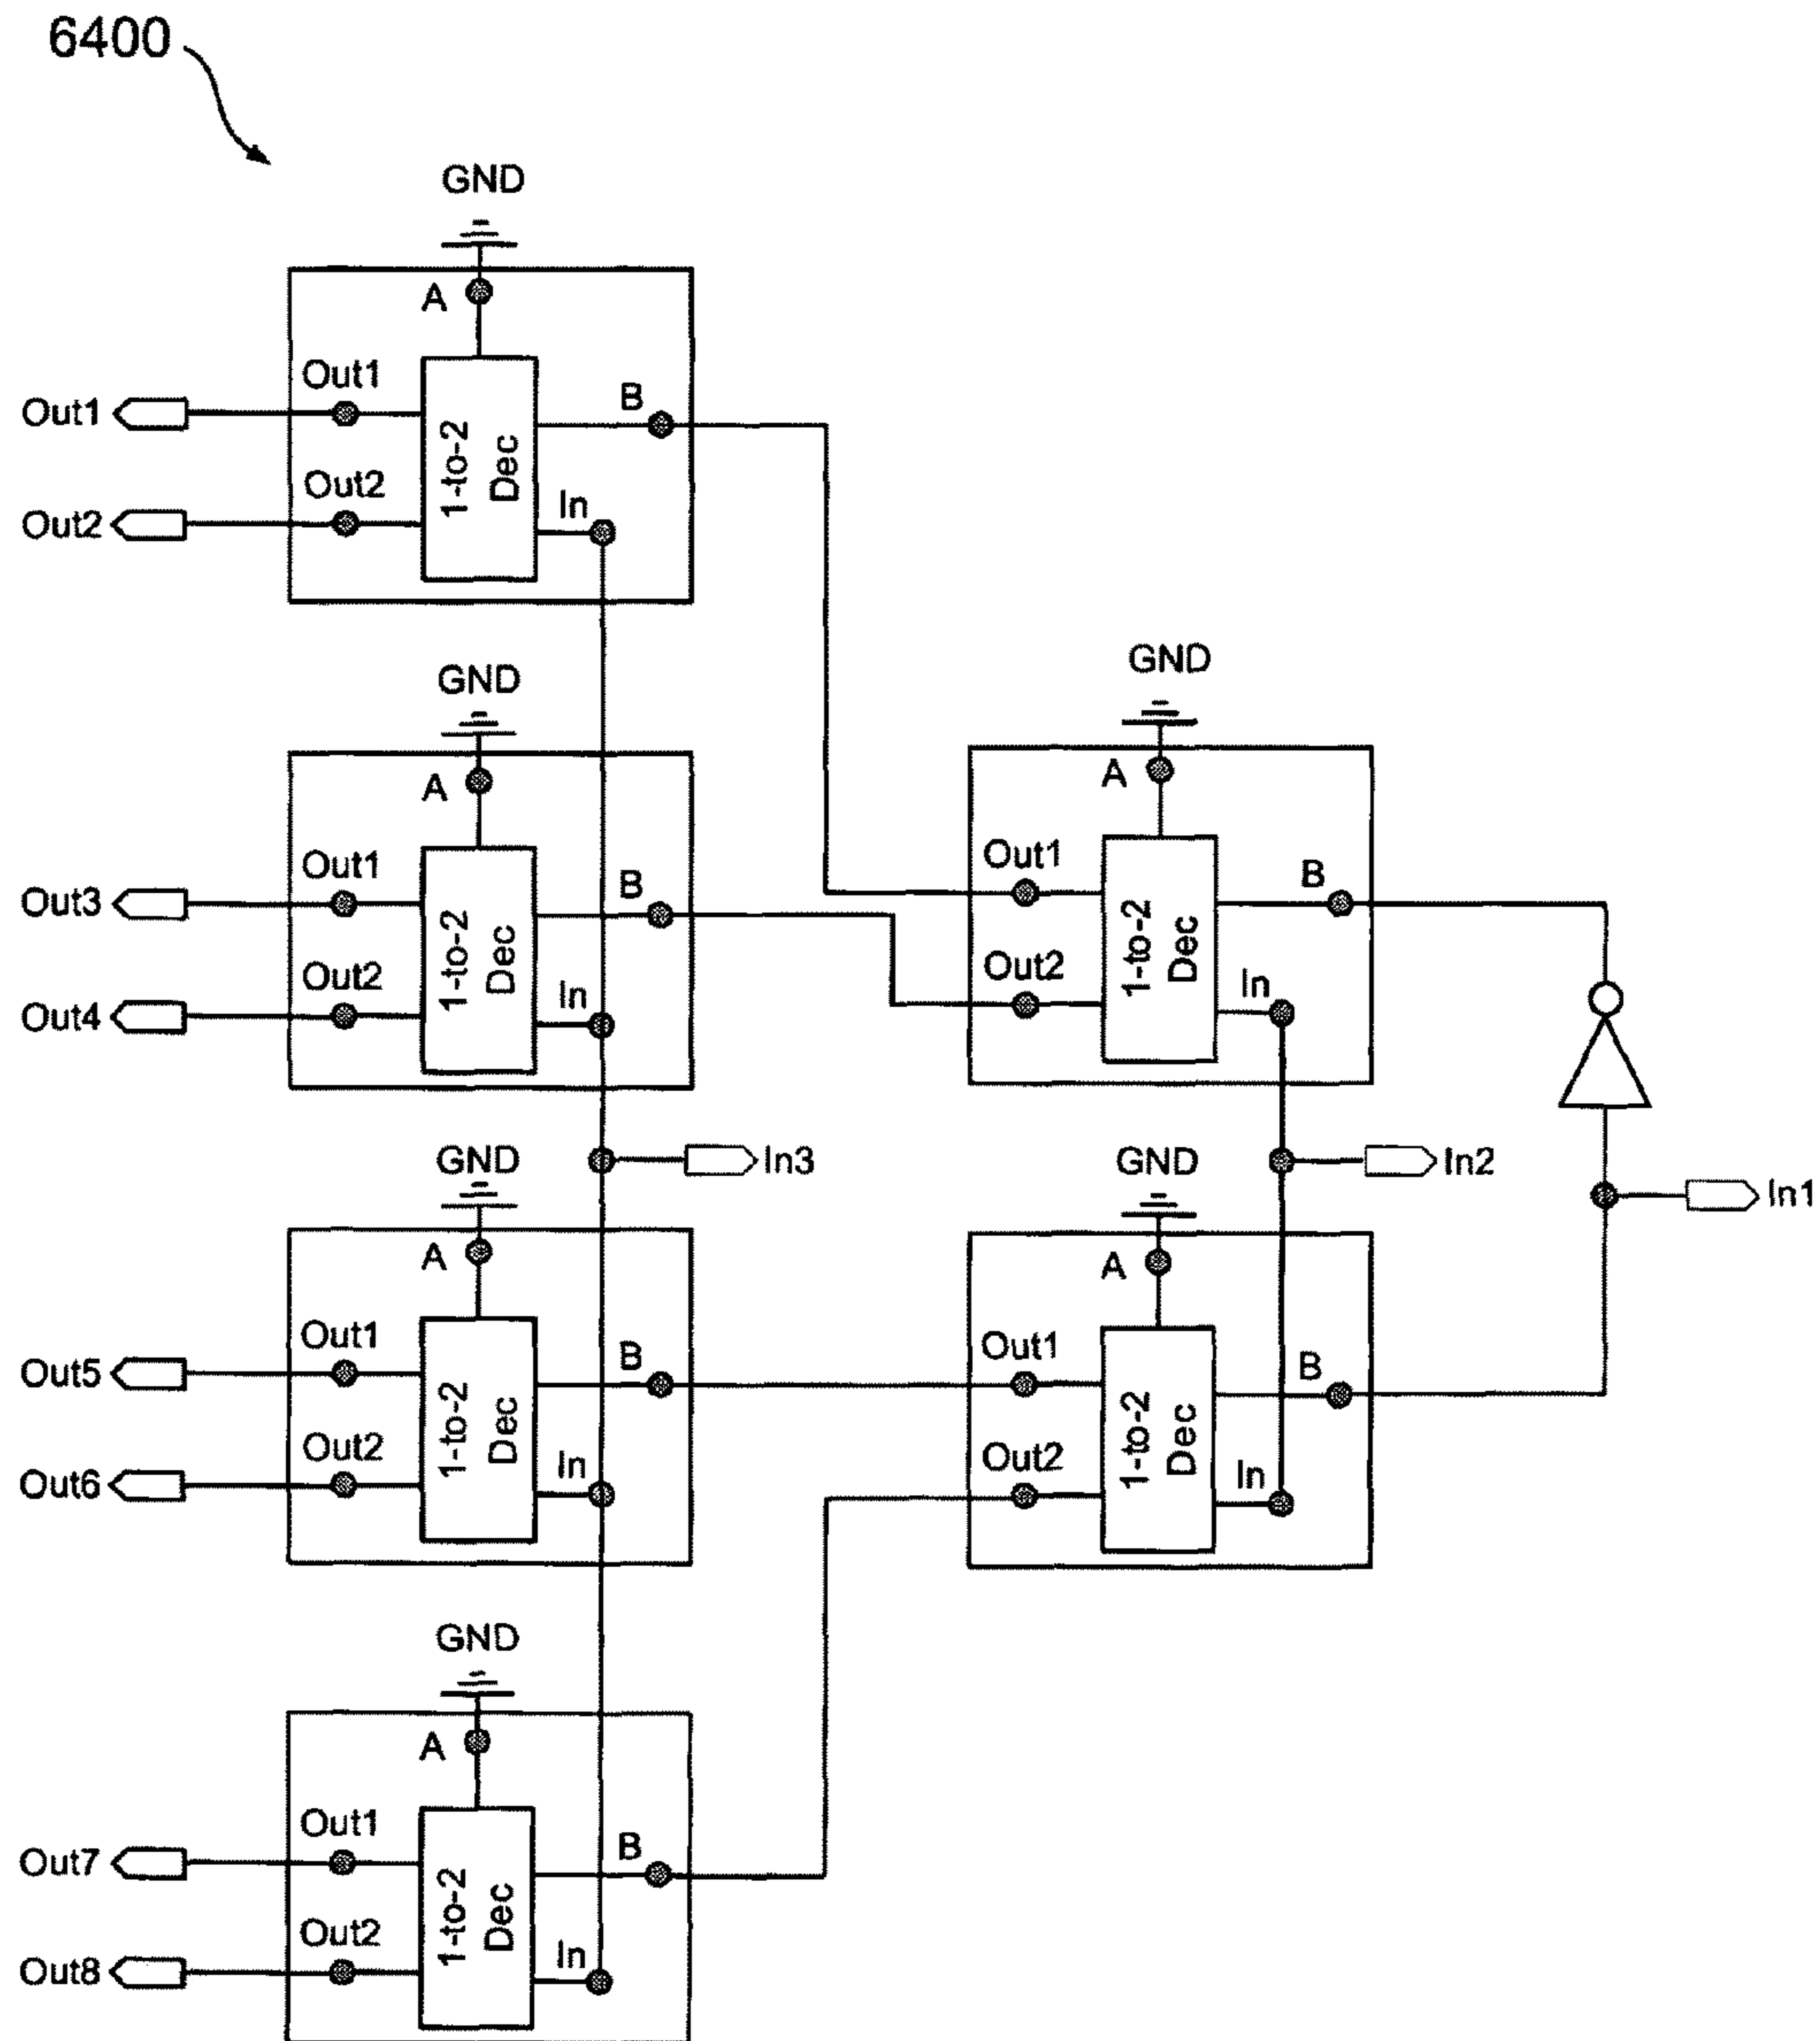 6400
GND
A
Out1
Out1
B
1-to-2
Dec
Out2
Out2
In
GND
A
Out1
Out3
B
1-to-2
Dec
Out2
Out4
In
GND
A
Out1
B
1-to-2
Dec
Out2
In
In3
In2
In1
GND
A
Out1
Out5
B
1-to-2
Dec
Out2
Out6
In
GND
A
Out1
B
1-to-2
Dec
Out2
In
GND
A
Out1
Out7
B
1-to-2
Dec
Out2
Out8
In